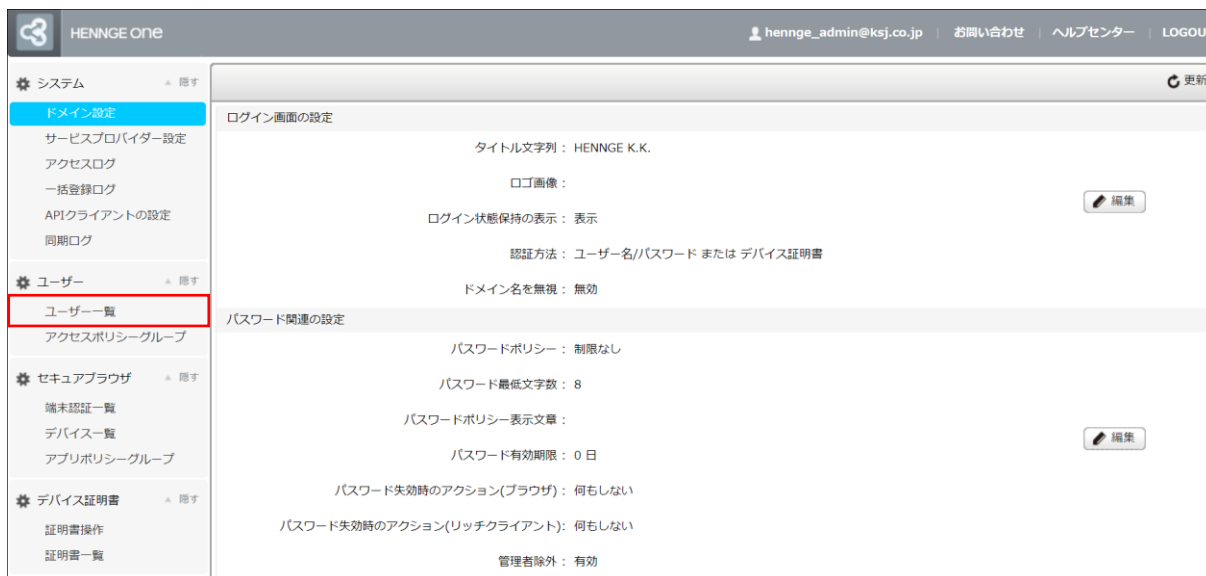 HENNGE one
hennge_admin@ksj.co.jp | お問い合わせ | ヘルプセンター | LOGOU
システム 隠す
ドメイン設定
サービスプロバイダー設定
アクセスログ
一括登録ログ
APIクライアントの設定
同期ログ
ユーザー 隠す
ユーザー一覧
アクセスポリシーグループ
セキュアブラウザ 隠す
端末認証一覧
デバイス一覧
アプリポリシーグループ
デバイス証明書 隠す
証明書操作
証明書一覧
更新
ログイン画面の設定
タイトル文字列： HENNGE K.K.
ロゴ画像：
編集
ログイン状態保持の表示： 表示
認証方法： ユーザー名/パスワード または デバイス証明書
ドメイン名を無視： 無効
パスワード関連の設定
パスワードポリシー： 制限なし
パスワード最低文字数： 8
パスワードポリシー表示文章：
編集
パスワード有効期限： 0 日
パスワード失効時のアクション(ブラウザ)： 何もしない
パスワード失効時のアクション(リッチクライアント)： 何もしない
管理者除外： 有効